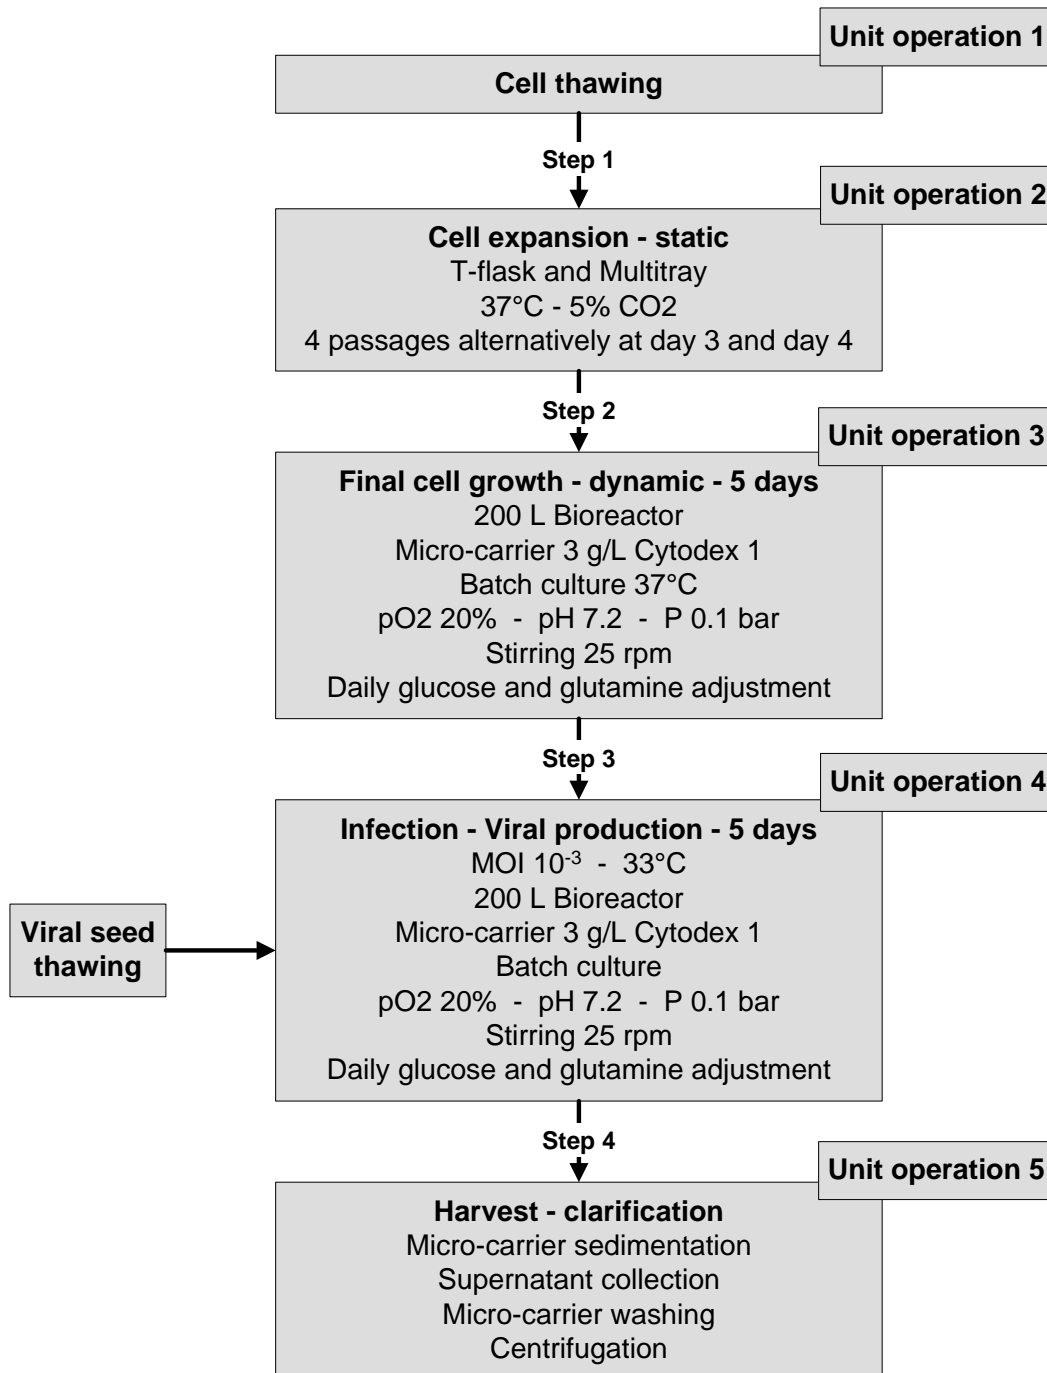 Unit operation 1
Cell thawing
Step 1
Unit operation 2
Cell expansion - static
T-flask and Multitray
37°C - 5% CO2
4 passages alternatively at day 3 and day 4
Step 2
Unit operation 3
Final cell growth - dynamic - 5 days
200 L Bioreactor
Micro-carrier 3 g/L Cytodex 1
Batch culture 37°C
pO2 20%  -  pH 7.2  -  P 0.1 bar
Stirring 25 rpm
Daily glucose and glutamine adjustment
Step 3
Unit operation 4
Infection - Viral production - 5 days
MOI 10⁻³  -  33°C
200 L Bioreactor
Micro-carrier 3 g/L Cytodex 1
Batch culture
pO2 20%  -  pH 7.2  -  P 0.1 bar
Stirring 25 rpm
Daily glucose and glutamine adjustment
Viral seed
thawing
Step 4
Unit operation 5
Harvest - clarification
Micro-carrier sedimentation
Supernatant collection
Micro-carrier washing
Centrifugation